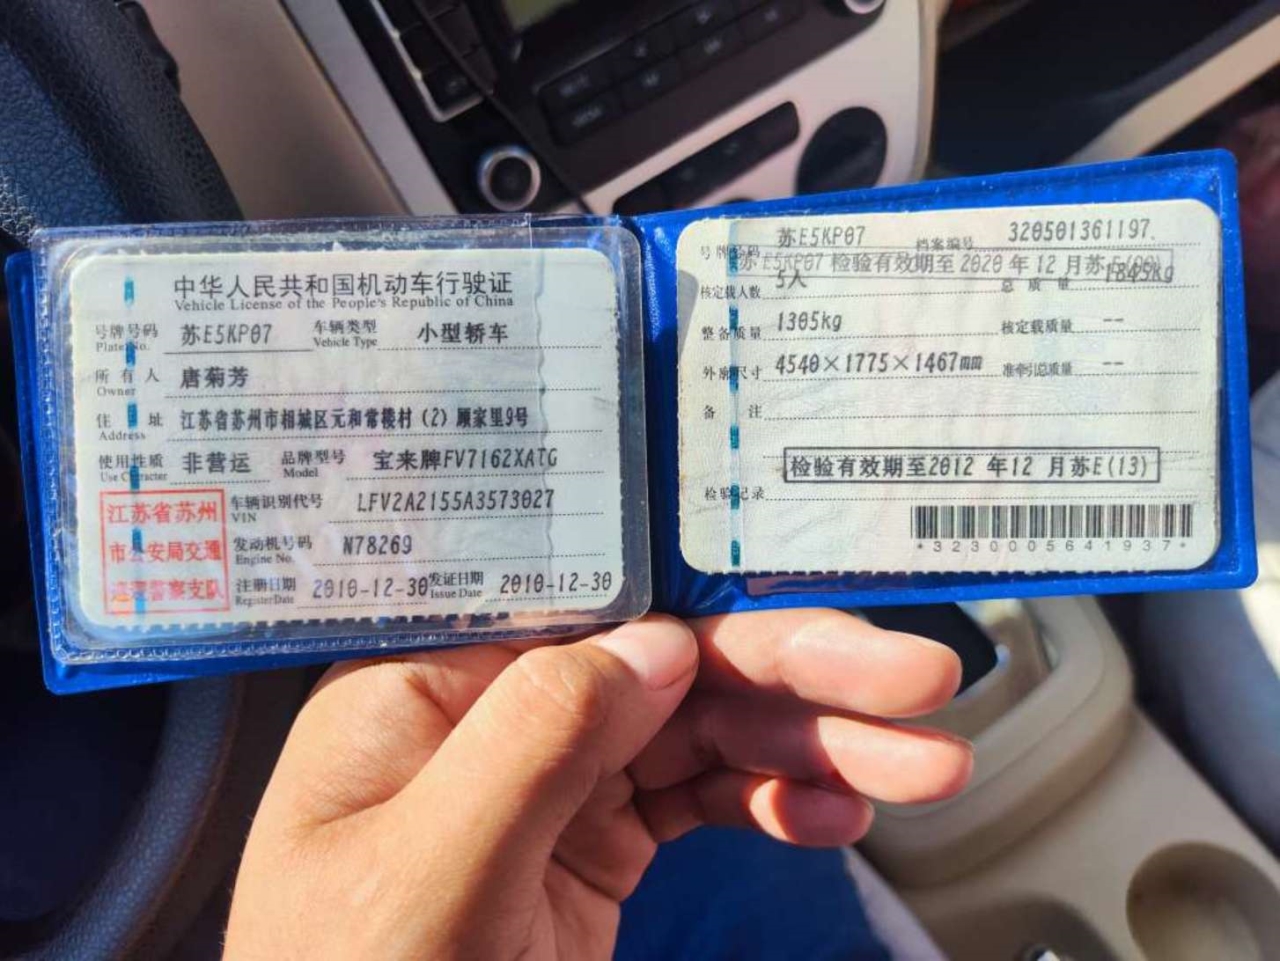 中华人民共和国机动车行驶证
Vehicle License of the People's Republic of China
号牌号码 苏E5KP07 车辆类型 小型轿车
Plate No. Vehicle Type
所有人 唐菊芳
Owner
住址 江苏省苏州市相城区元和常楼村（2）顾家里9号
Address
使用性质 非营运 品牌型号 宝来牌FV7162XATG
Use Character Model
江苏省苏州
市公安局交通
巡逻警察支队
车辆识别代号 LFV2A2155A3573027
VIN
发动机号码 N78269
Engine No.
注册日期 2010-12-30 发证日期 2010-12-30
Register Date Issue Date
号牌号码 苏E5KP07 档案编号 320501361197
苏E5KP07 检验有效期至2020年12月苏E
核定载人数 5人 总质量 1845kg
整备质量 1305kg 核定载质量 --
外廓尺寸 4540×1775×1467mm 准牵引总质量 --
备注
检验有效期至2012年12月苏E(13)
检验记录
*3230005641937*